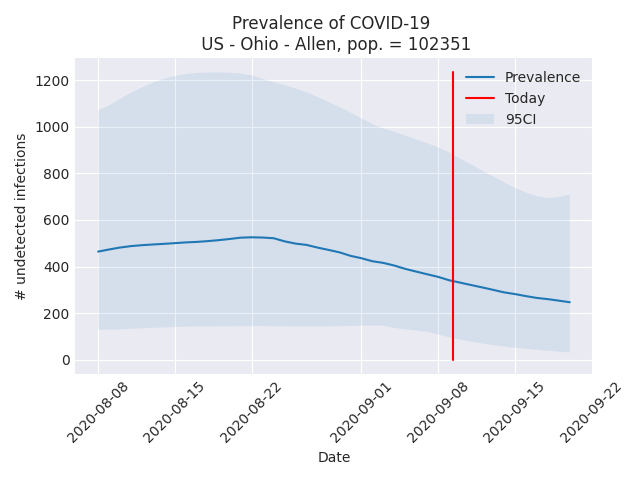 Prevalence of COVID-19
US - Ohio - Allen, pop. = 102351
Prevalence
Today
95CI
1200
1000
800
600
400
200
0
# undetected infections
2020-08-08
2020-08-15
2020-08-22
2020-09-01
2020-09-08
2020-09-15
2020-09-22
Date